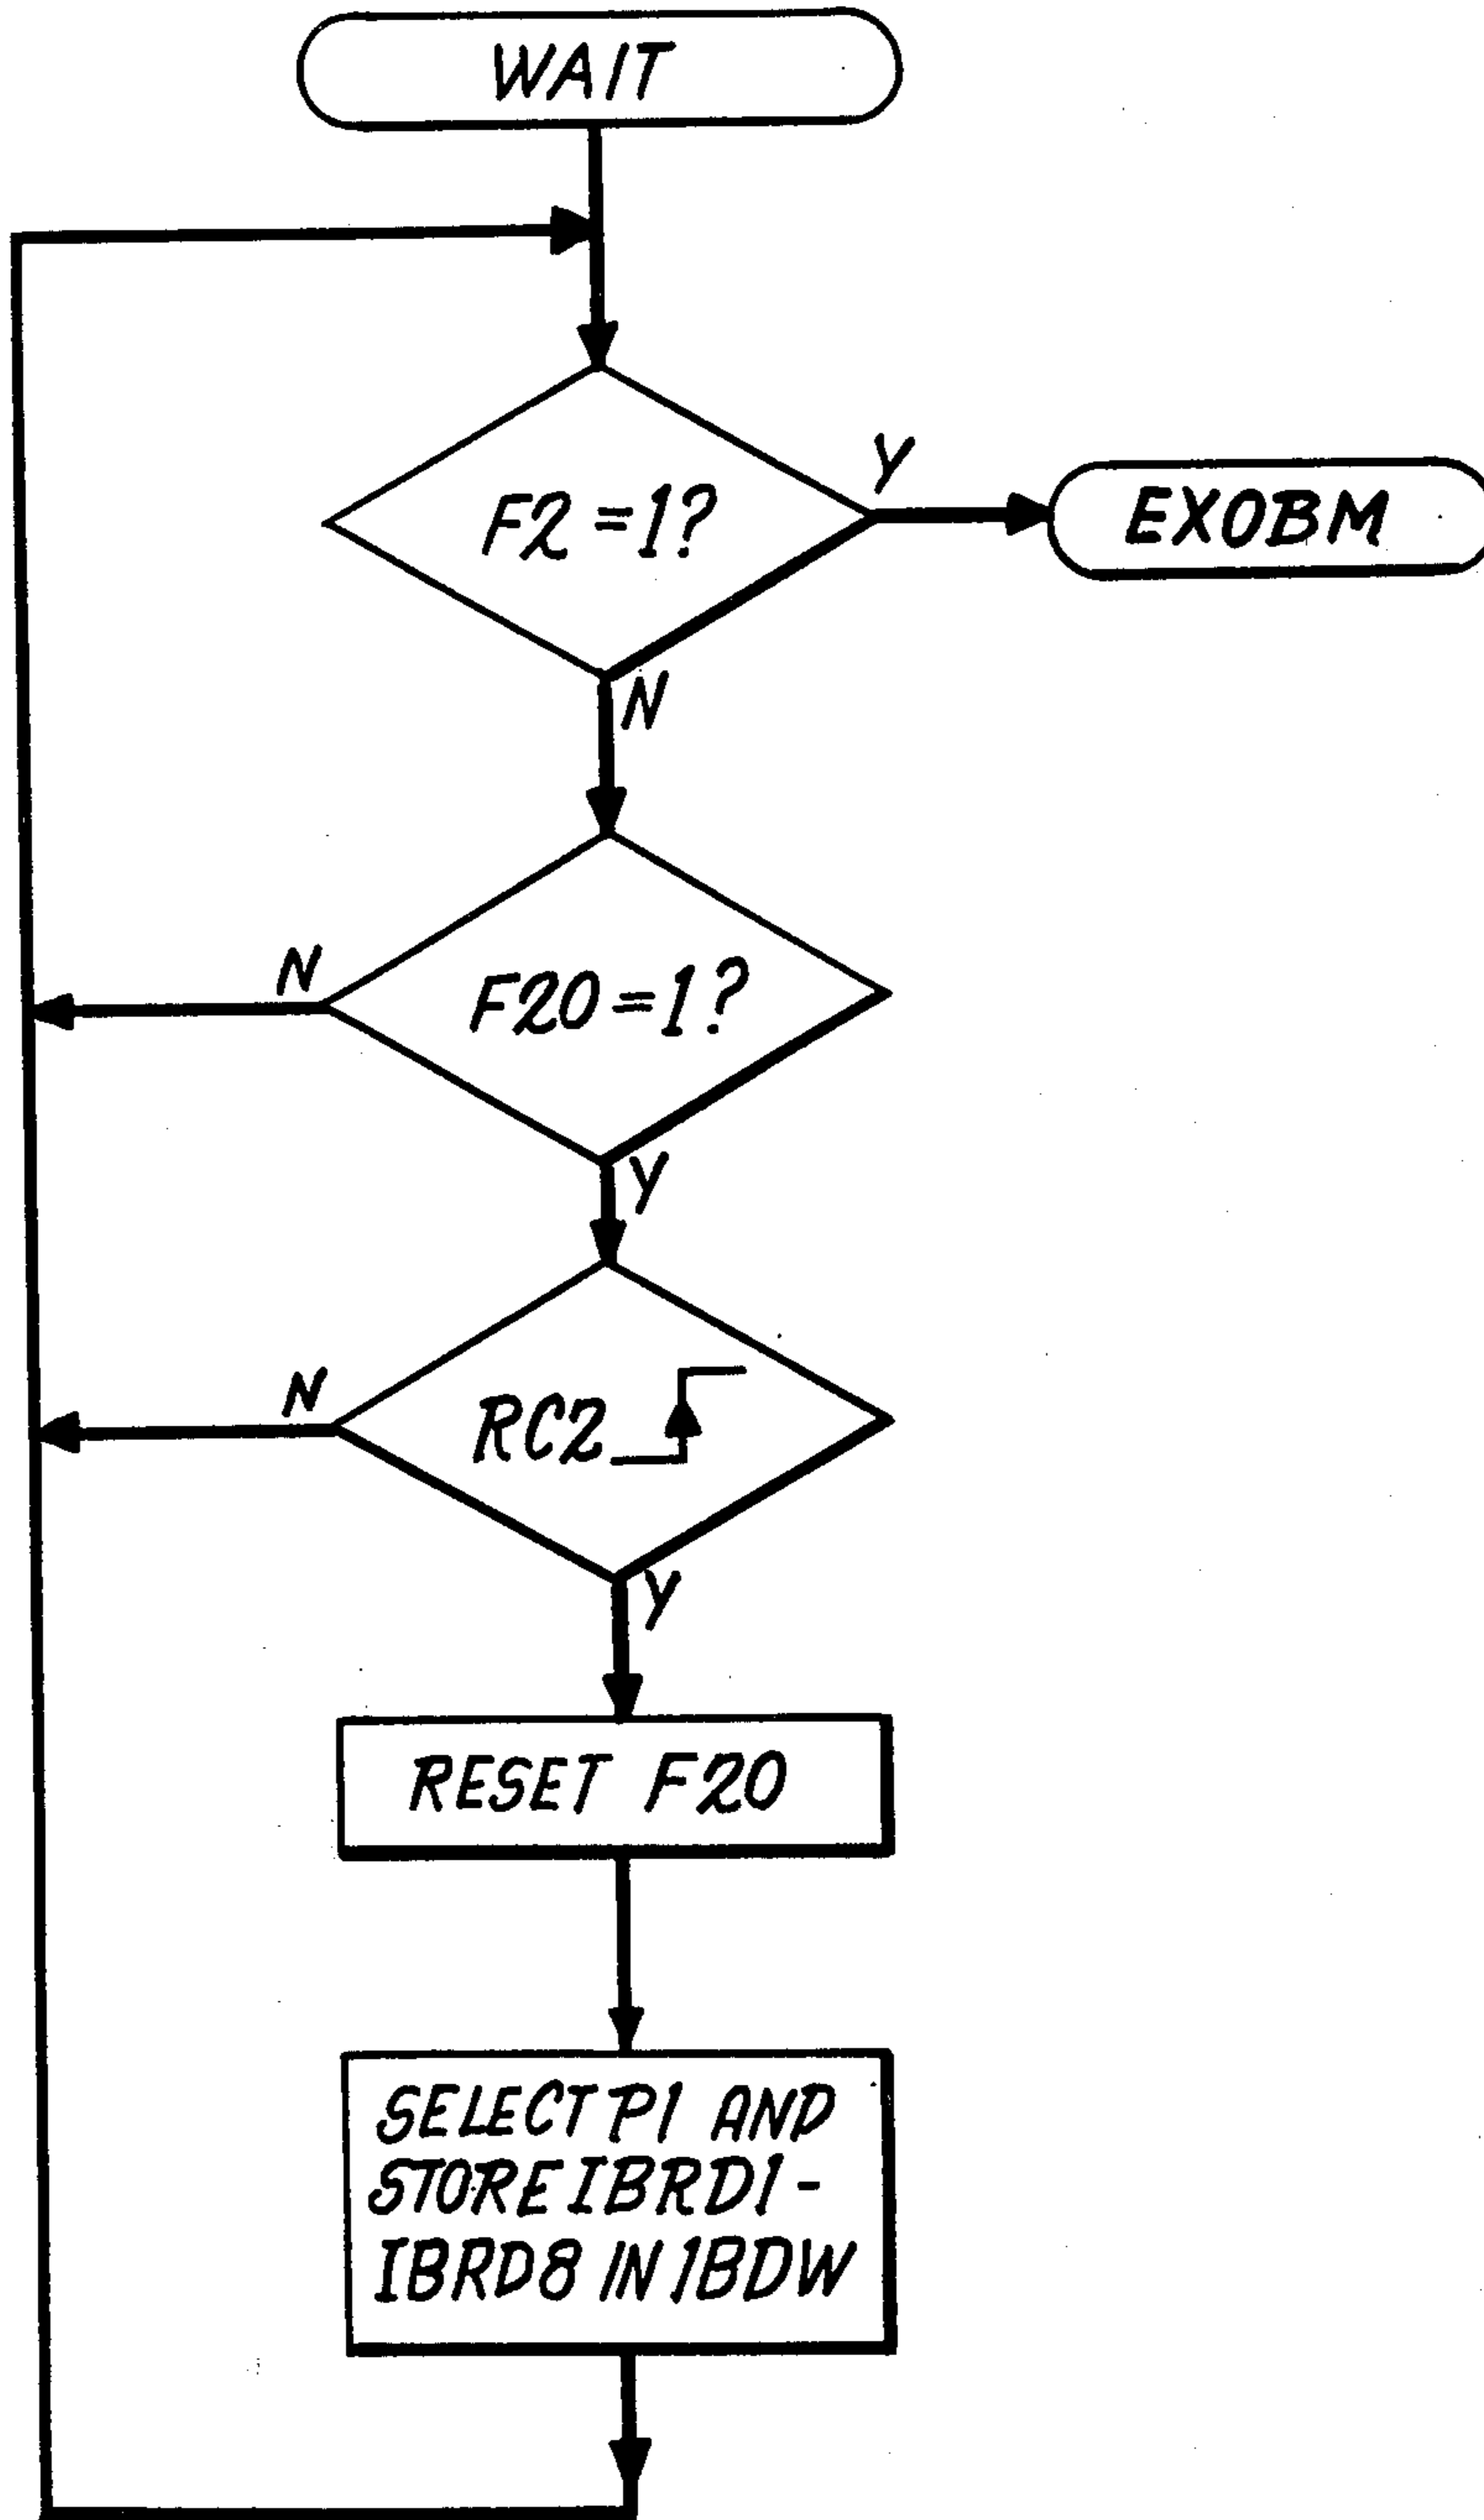 WAIT
F2=1?
Y
EXOBM
N
F20=1?
N
Y
RC2
N
Y
RESET F20
SELECT P1 AND
STORE IBRD1-
IBRD8 IN IBDW